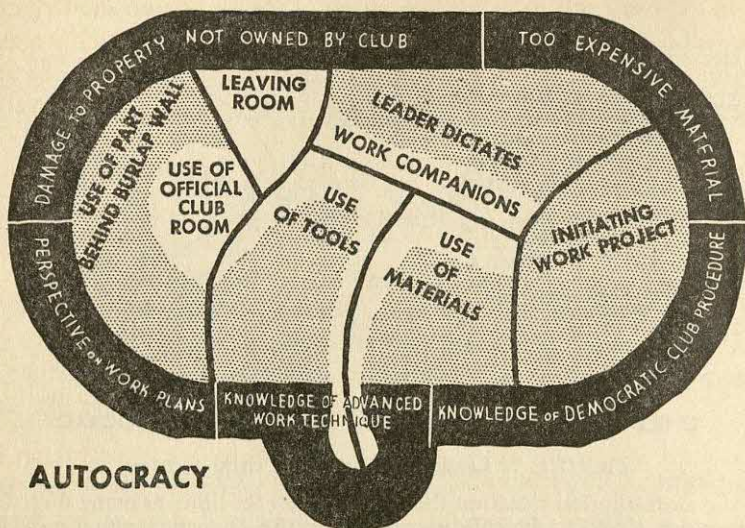 DAMAGE TO PROPERTY NOT OWNED BY CLUB
TOO EXPENSIVE MATERIAL
LEAVING
ROOM
USE OF PART
BEHIND BURLAP WALL
USE OF
OFFICIAL
CLUB
ROOM
LEADER DICTATES
WORK COMPANIONS
USE
OF TOOLS
USE
OF
MATERIALS
INITIATING
WORK PROJECT
PERSPECTIVE ON WORK PLANS
KNOWLEDGE OF ADVANCED
WORK TECHNIQUE
KNOWLEDGE OF DEMOCRATIC CLUB PROCEDURE
AUTOCRACY